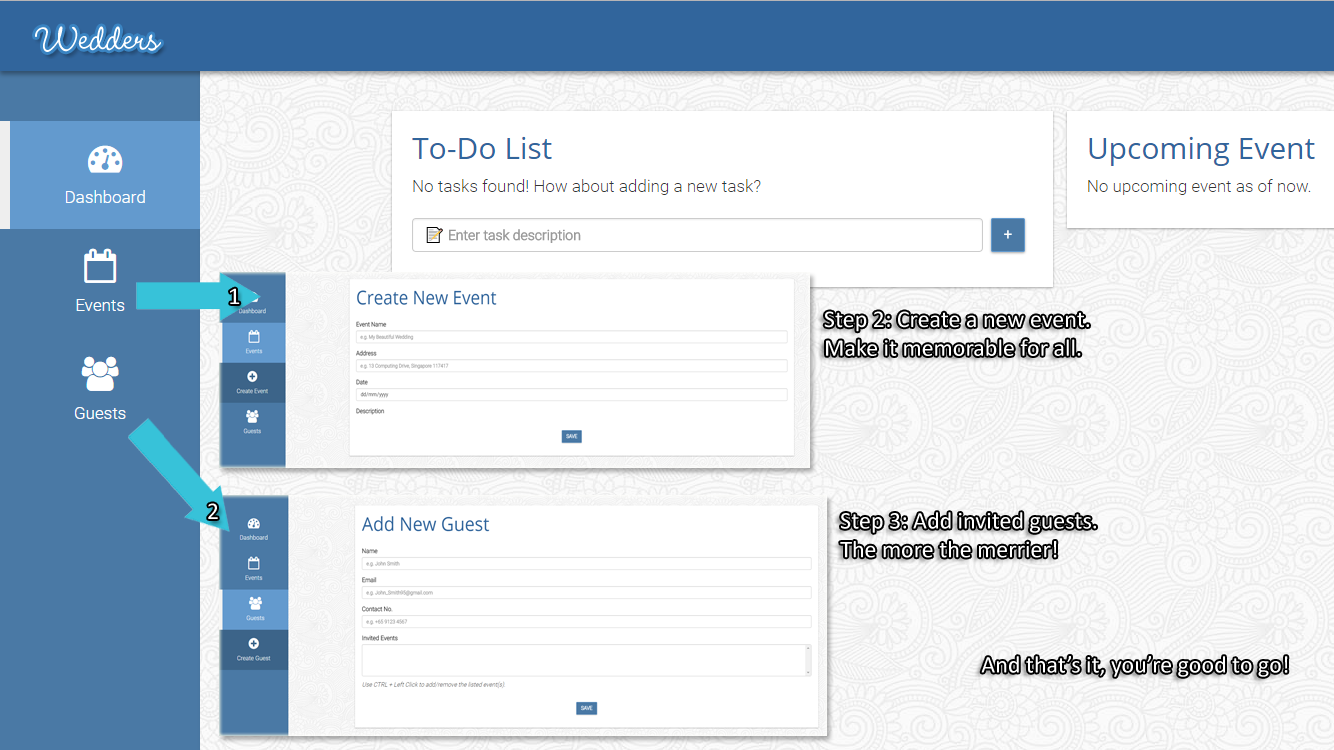 Wedders
Dashboard
Events
Guests
To-Do List
No tasks found! How about adding a new task?
Enter task description
+
Upcoming Event
No upcoming event as of now.
1
Dashboard
Events
Create Event
Guests
Create New Event
Event Name
e.g. My Beautiful Wedding
Address
e.g. 13 Computing Drive, Singapore 117417
Date
dd/mm/yyyy
Description
SAVE
Step 2: Create a new event.
Make it memorable for all.
2
Dashboard
Events
Guests
Create Guest
Add New Guest
Name
e.g. John Smith
Email
e.g. John_Smith95@gmail.com
Contact No.
e.g. +65 9123 4567
Invited Events
Use CTRL + Left Click to add/remove the listed event(s).
SAVE
Step 3: Add invited guests.
The more the merrier!
And that's it, you're good to go!